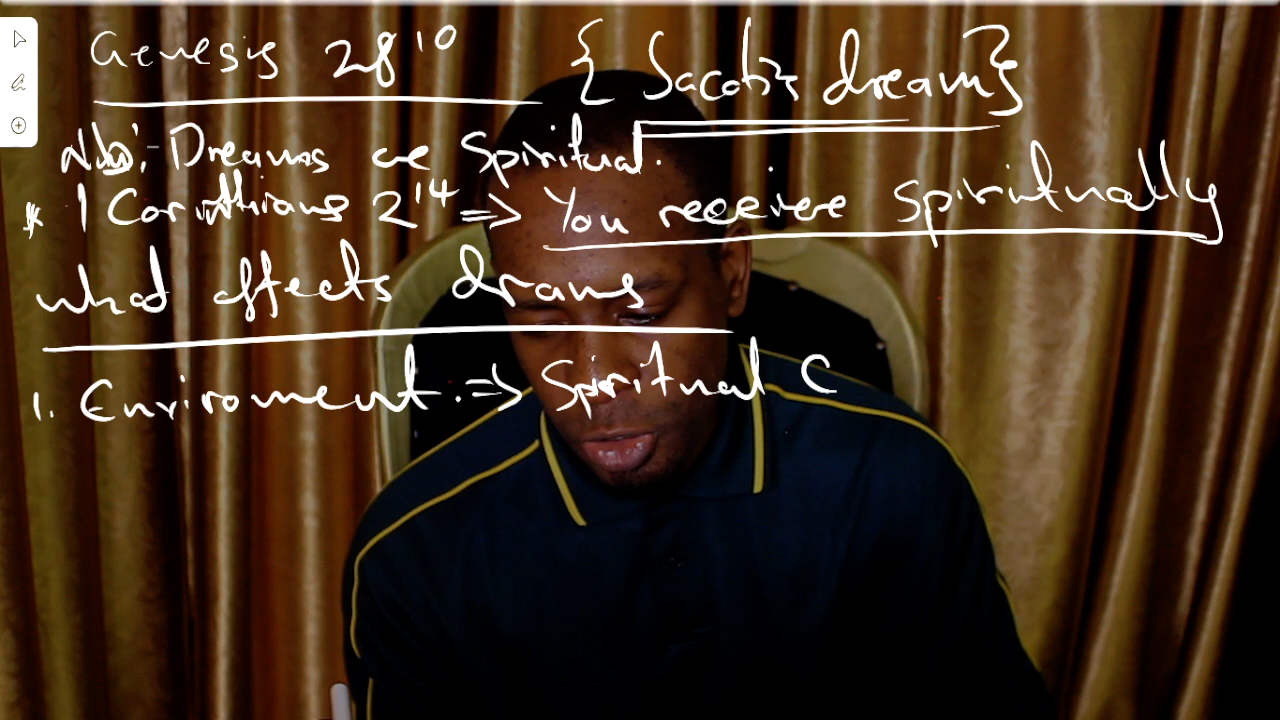 Genesis 28¹⁰ { Jacob's dream}
Nb:- Dreams are Spiritual.
* 1 Corinthians 2¹⁴ => You receive spiritually
what affects drams
1. Enviroment. => Spiritual C